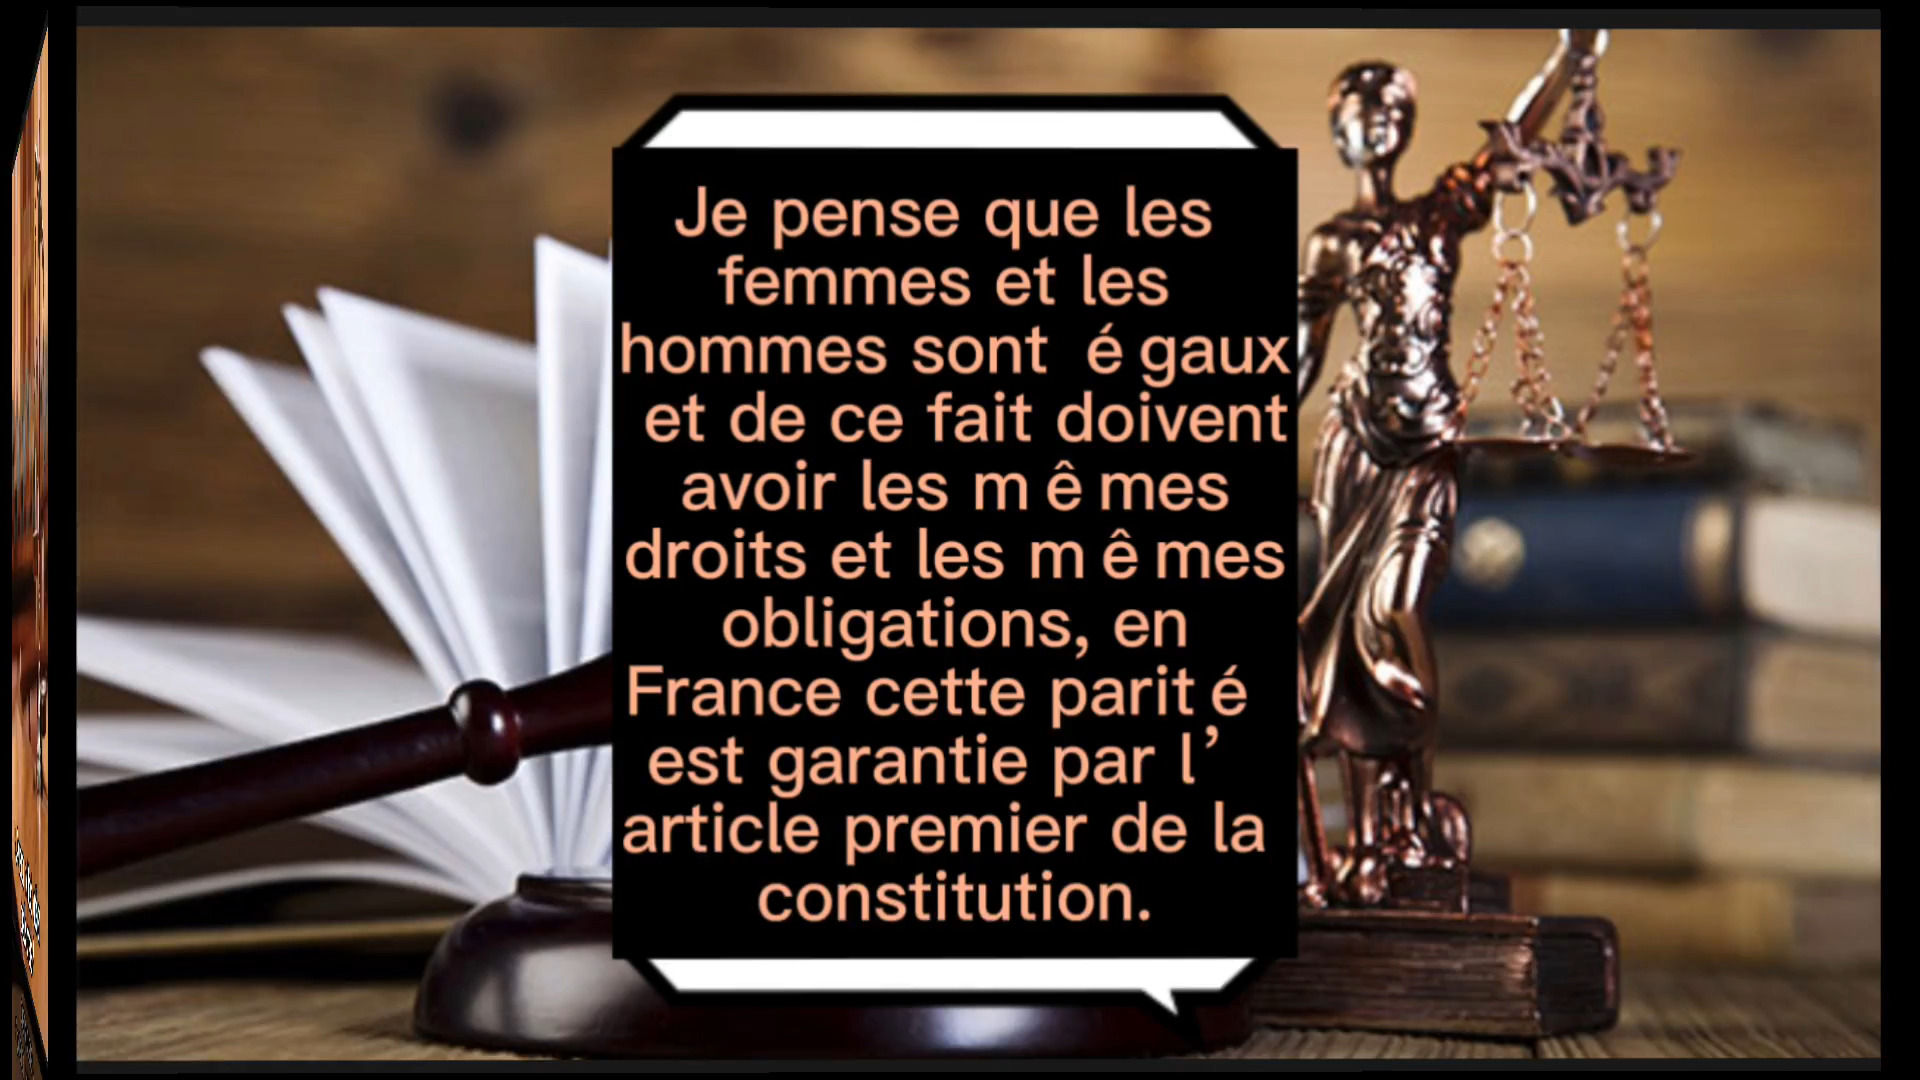 Je pense que les
femmes et les
hommes sont égaux
et de ce fait doivent
avoir les mêmes
droits et les mêmes
obligations, en
France cette parité
est garantie par l’
article premier de la
constitution.